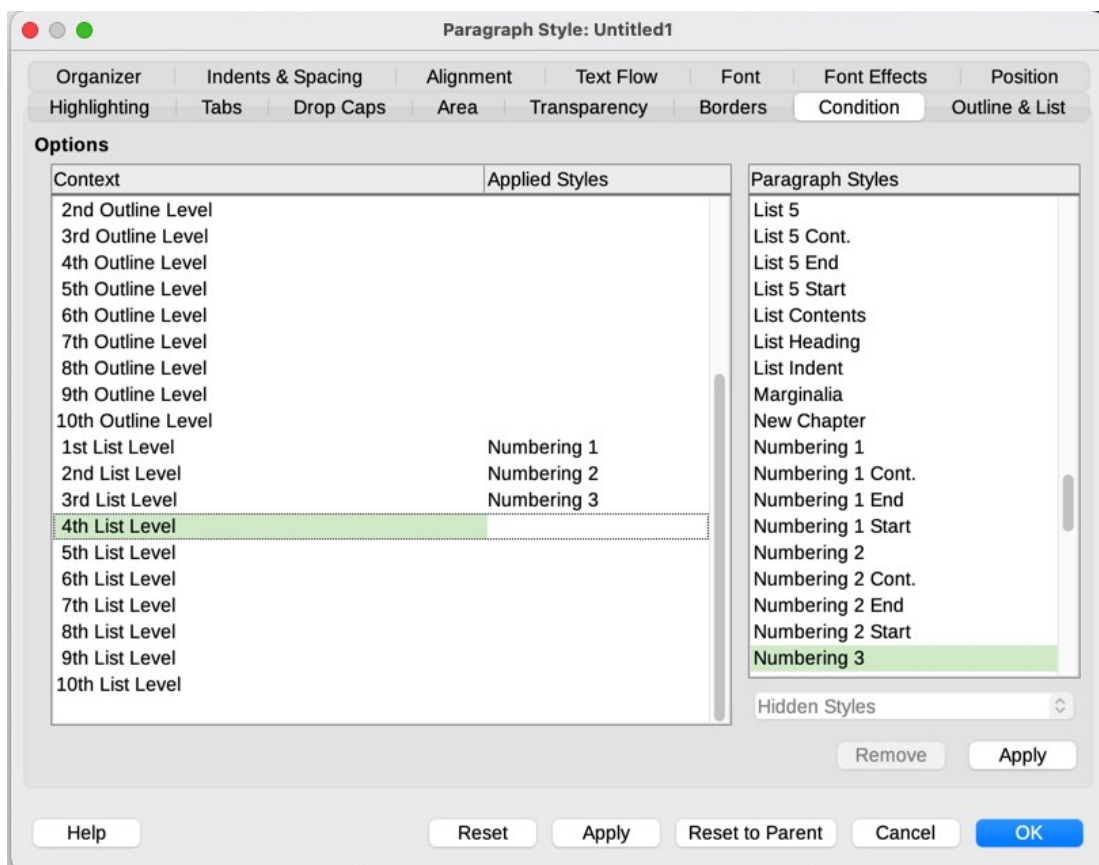 Paragraph Style: Untitled1
Organizer Indents & Spacing Alignment Text Flow Font Font Effects Position
Highlighting Tabs Drop Caps Area Transparency Borders Condition Outline & List
Options
Context Applied Styles
2nd Outline Level
3rd Outline Level
4th Outline Level
5th Outline Level
6th Outline Level
7th Outline Level
8th Outline Level
9th Outline Level
10th Outline Level
1st List Level Numbering 1
2nd List Level Numbering 2
3rd List Level Numbering 3
4th List Level
5th List Level
6th List Level
7th List Level
8th List Level
9th List Level
10th List Level
Paragraph Styles
List 5
List 5 Cont.
List 5 End
List 5 Start
List Contents
List Heading
List Indent
Marginalia
New Chapter
Numbering 1
Numbering 1 Cont.
Numbering 1 End
Numbering 1 Start
Numbering 2
Numbering 2 Cont.
Numbering 2 End
Numbering 2 Start
Numbering 3
Hidden Styles
Remove Apply
Help Reset Apply Reset to Parent Cancel OK